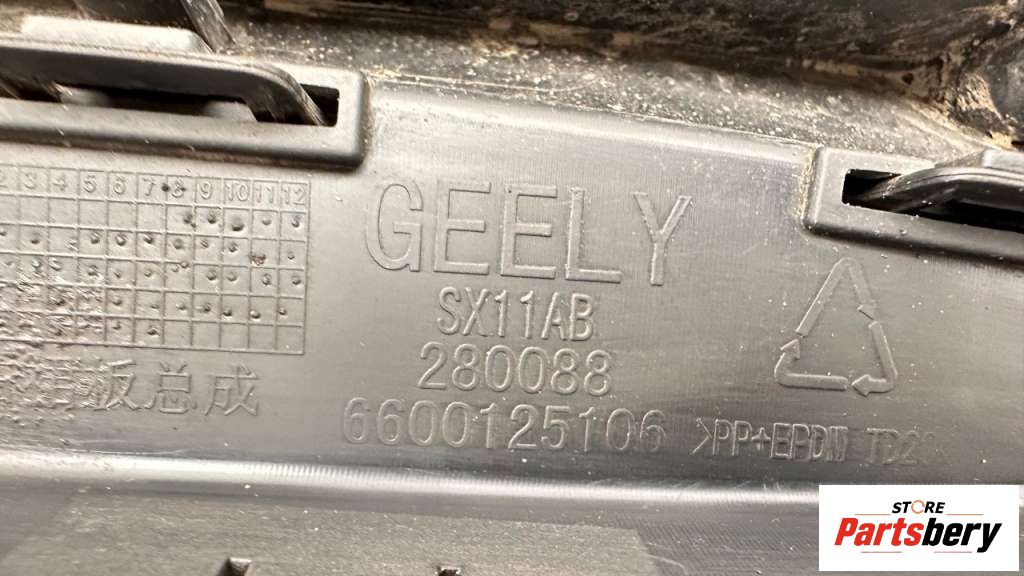 2 3 4 5 6 7 8 9 10 11 12
GEELY
SX11AB
280088
板总成
6600125106 >PP+EPDM TD2
STORE
Partsbery